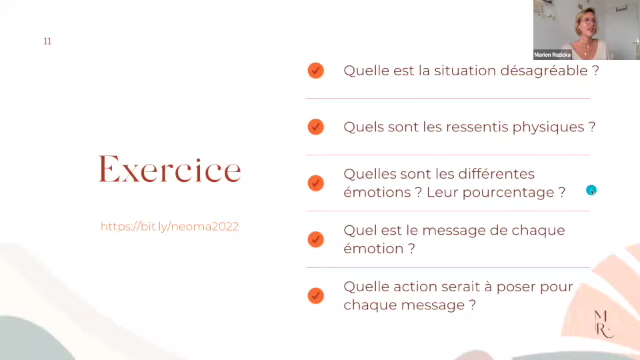 11
Marion Ruzicka
Quelle est la situation désagréable ?
Quels sont les ressentis physiques ?
Exercice
Quelles sont les différentes
émotions ? Leur pourcentage ?
https://bit.ly/neoma2022
Quel est le message de chaque
émotion ?
Quelle action serait à poser pour
chaque message ?
M
R.